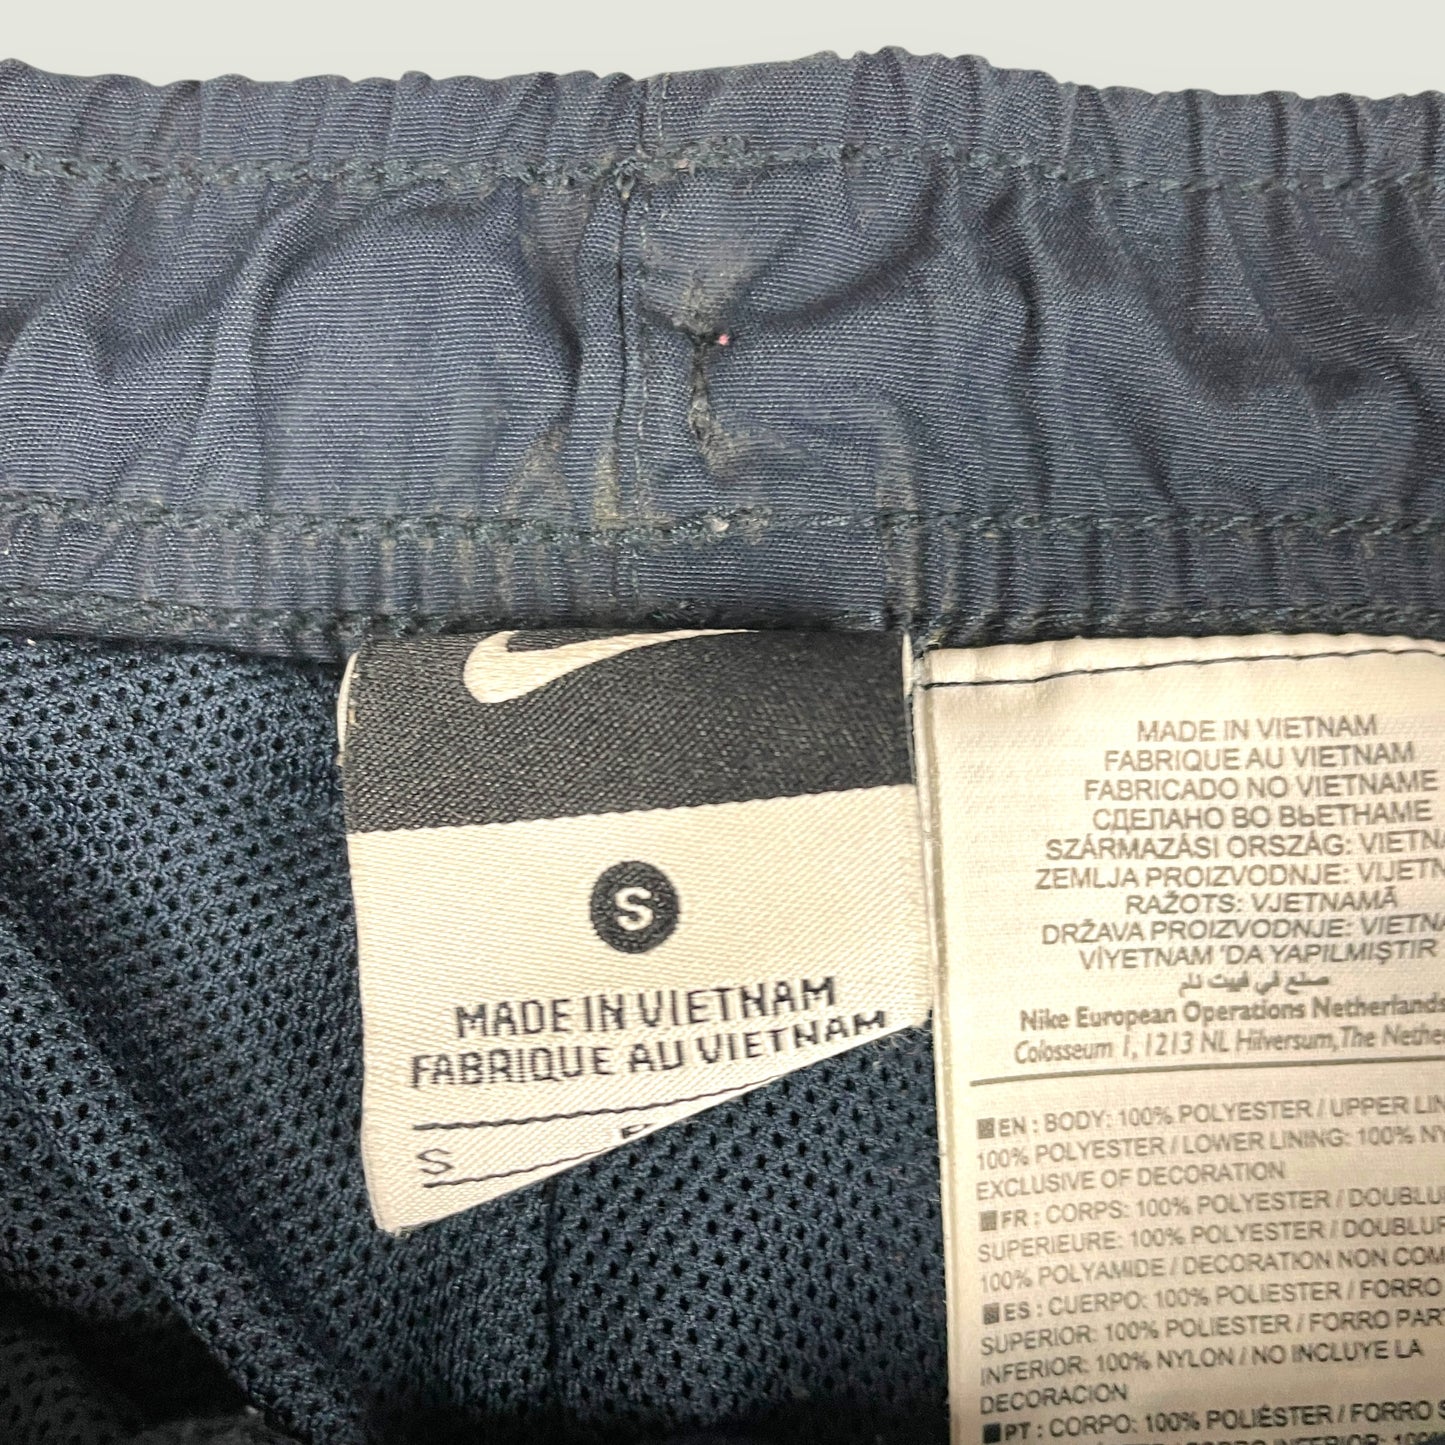 S
MADE IN VIETNAM
FABRIQUE AU VIETNAM
S
MADE IN VIETNAM
FABRIQUE AU VIETNAM
FABRICADO NO VIETNAME
СДЕЛАНО ВО ВЬЕТНАМЕ
SZÁRMAZÁSI ORSZÁG: VIETNA
ZEMLJA PROIZVODNJE: VIJETN
RAŽOTS: VJETNAMĀ
DRŽAVA PROIZVODNJE: VIETNA
VİYETNAM 'DA YAPILMIŞTIR
صنع في فييت نام
Nike European Operations Netherlands
Colosseum 1, 1213 NL Hilversum, The Nethe
EN : BODY: 100% POLYESTER / UPPER LIN
100% POLYESTER / LOWER LINING: 100% NY
EXCLUSIVE OF DECORATION
FR : CORPS: 100% POLYESTER / DOUBLU
SUPERIEURE: 100% POLYESTER / DOUBLUR
100% POLYAMIDE / DECORATION NON COM
ES : CUERPO: 100% POLIESTER / FORRO
SUPERIOR: 100% POLIESTER / FORRO PAR
INFERIOR: 100% NYLON / NO INCLUYE LA
DECORACION
PT : CORPO: 100% POLIÉSTER / FORRO S